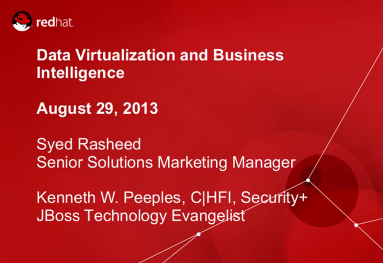 redhat.
Data Virtualization and Business
Intelligence
August 29, 2013
Syed Rasheed
Senior Solutions Marketing Manager
Kenneth W. Peeples, C|HFI, Security+
JBoss Technology Evangelist